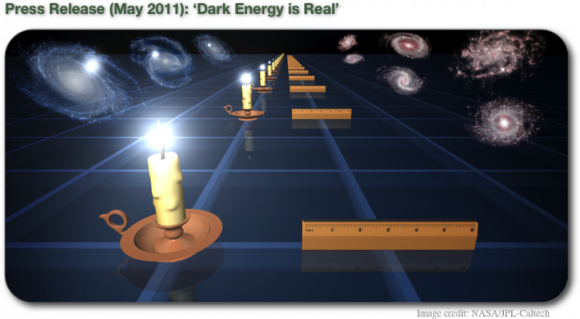 Press Release (May 2011): ‘Dark Energy is Real’
Image credit: NASA/JPL-Caltech